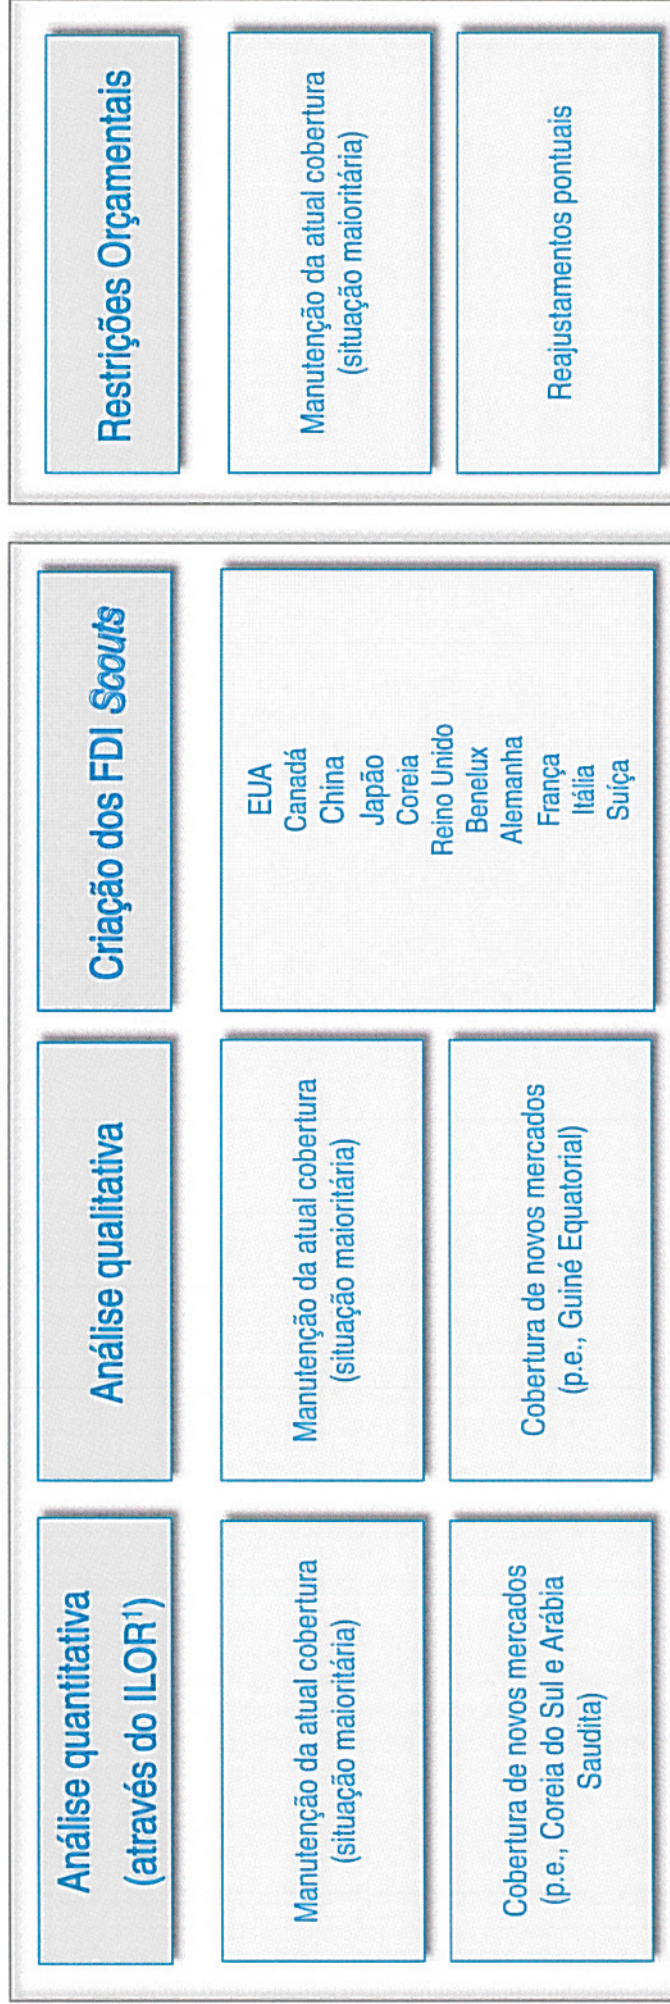 Análise quantitativa
(através do ILOR¹)
Manutenção da atual cobertura
(situação maioritária)
Cobertura de novos mercados
(p.e., Coreia do Sul e Arábia
Saudita)
Análise qualitativa
Manutenção da atual cobertura
(situação maioritária)
Cobertura de novos mercados
(p.e., Guiné Equatorial)
Criação dos FDI Scouts
EUA
Canadá
China
Japão
Coreia
Reino Unido
Benelux
Alemanha
França
Itália
Suíça
Restrições Orçamentais
Manutenção da atual cobertura
(situação maioritária)
Reajustamentos pontuais